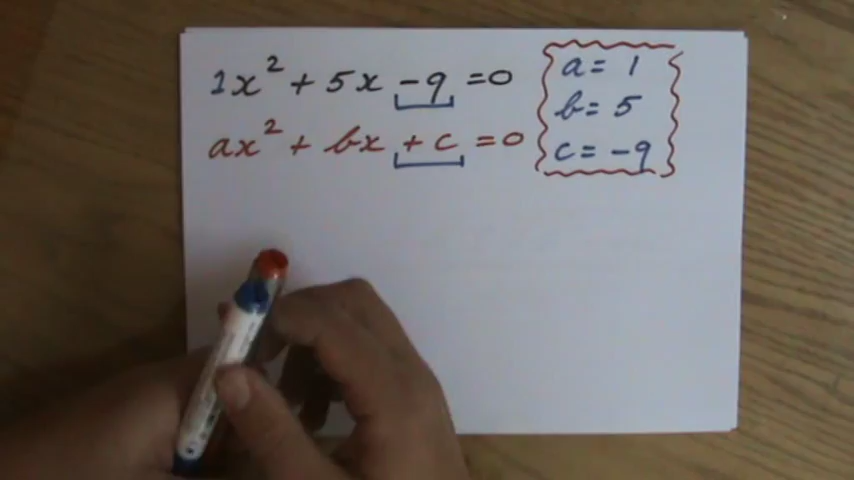 1x² + 5x - 9 = 0
ax² + bx + c = 0
a = 1
b = 5
c = -9